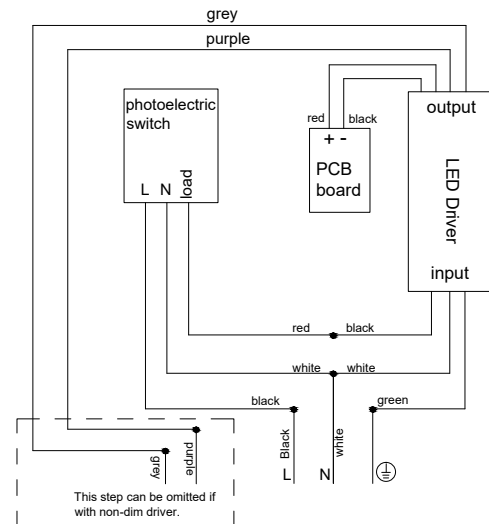 grey
purple
photoelectric
switch
L N load
red black
+ -
PCB
board
output
LED Driver
input
red black
white white
black green
Black
white
L N
grey
purple
This step can be omitted if
with non-dim driver.